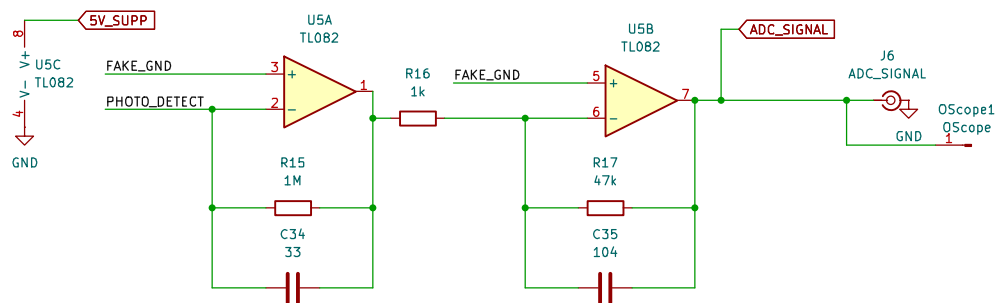 5V_SUPP
8
V+
U5C
TL082
V-
4
GND
U5A
TL082
FAKE_GND
3
+
1
PHOTO_DETECT
2
-
R15
1M
C34
33
R16
1k
U5B
TL082
FAKE_GND
5
+
7
6
-
R17
47k
C35
104
ADC_SIGNAL
J6
ADC_SIGNAL
OScope1
OScope
GND
1